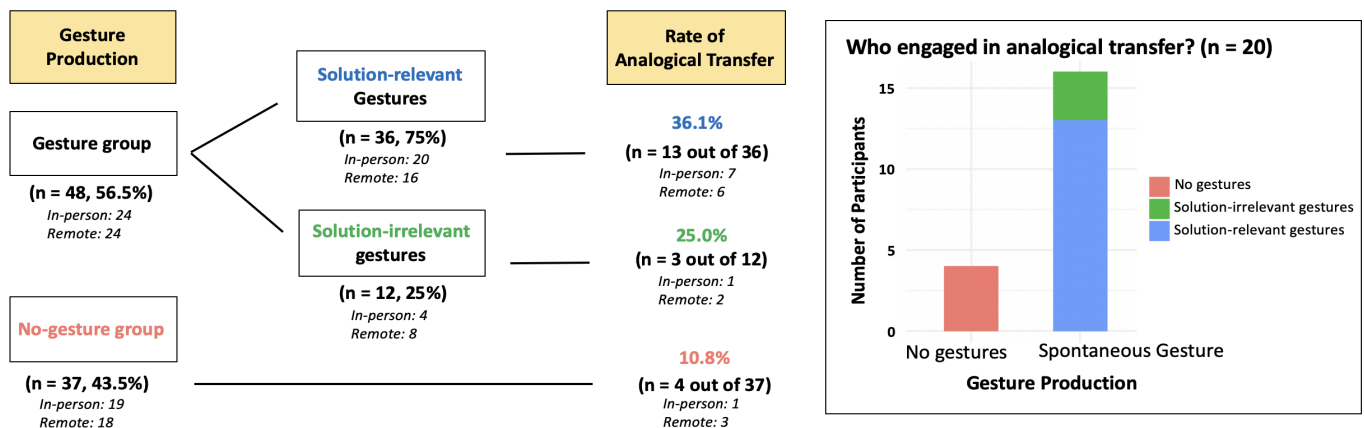 Gesture
Production
Gesture group
(n = 48, 56.5%)
In-person: 24
Remote: 24
No-gesture group
(n = 37, 43.5%)
In-person: 19
Remote: 18
Solution-relevant
Gestures
(n = 36, 75%)
In-person: 20
Remote: 16
Solution-irrelevant
gestures
(n = 12, 25%)
In-person: 4
Remote: 8
Rate of
Analogical Transfer
36.1%
(n = 13 out of 36)
In-person: 7
Remote: 6
25.0%
(n = 3 out of 12)
In-person: 1
Remote: 2
10.8%
(n = 4 out of 37)
In-person: 1
Remote: 3
Who engaged in analogical transfer? (n = 20)
Number of Participants
15
10
5
0
No gestures
Spontaneous Gesture
Gesture Production
No gestures
Solution-irrelevant gestures
Solution-relevant gestures